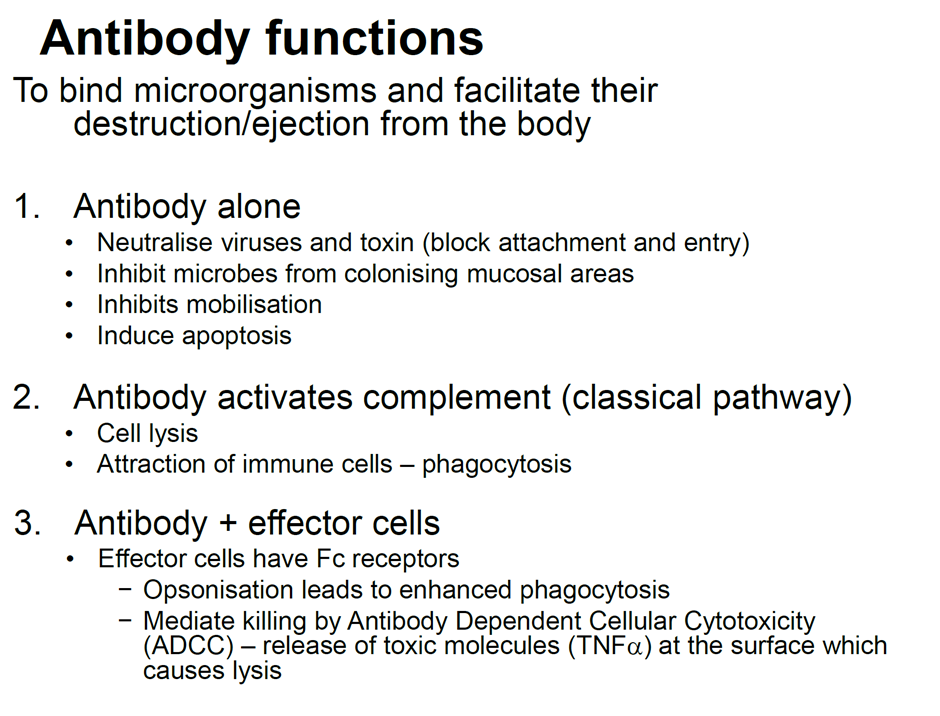 Antibody functions
To bind microorganisms and facilitate their
destruction/ejection from the body
1. Antibody alone
• Neutralise viruses and toxin (block attachment and entry)
• Inhibit microbes from colonising mucosal areas
• Inhibits mobilisation
• Induce apoptosis
2. Antibody activates complement (classical pathway)
• Cell lysis
• Attraction of immune cells – phagocytosis
3. Antibody + effector cells
• Effector cells have Fc receptors
− Opsonisation leads to enhanced phagocytosis
− Mediate killing by Antibody Dependent Cellular Cytotoxicity
(ADCC) – release of toxic molecules (TNFα) at the surface which
causes lysis